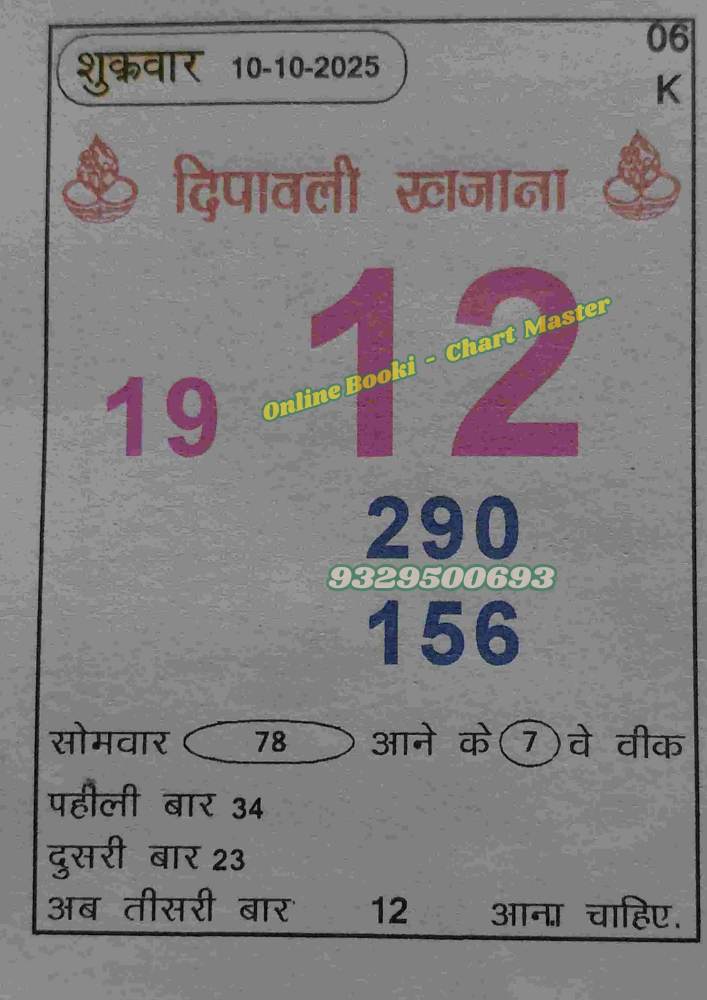 शुक्रवार 10-10-2025
06
K
दिपावली खजाना
12
19
Online Booki - Chart Master
290
9329500693
156
सोमवार 78 आने के 7 वे वीक
पहीली बार 34
दुसरी बार 23
अब तीसरी बार 12 आना चाहिए.